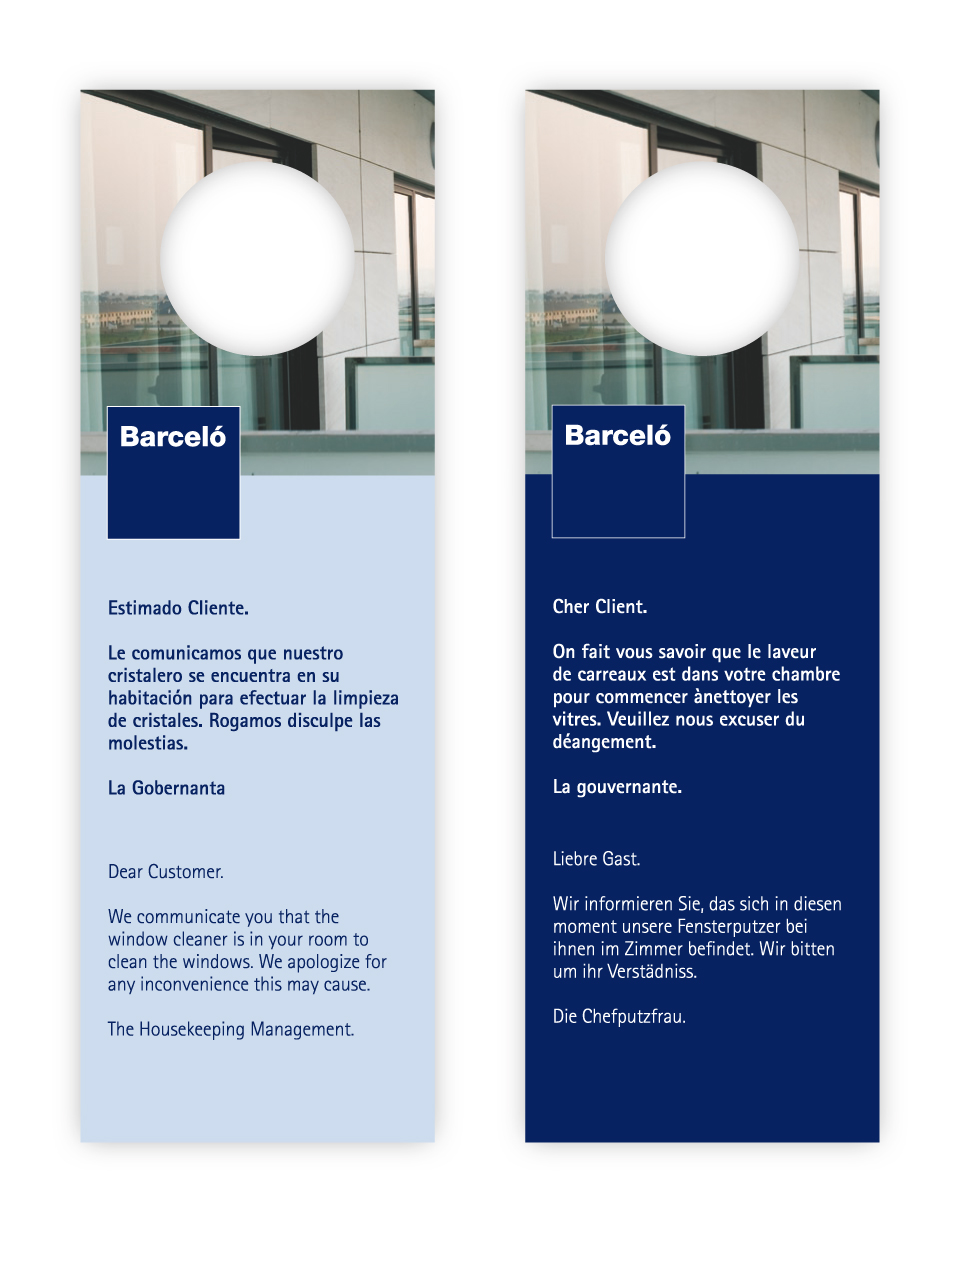 Barceló
Estimado Cliente.
Le comunicamos que nuestro
cristalero se encuentra en su
habitación para efectuar la limpieza
de cristales. Rogamos disculpe las
molestias.
La Gobernanta
Dear Customer.
We communicate you that the
window cleaner is in your room to
clean the windows. We apologize for
any inconvenience this may cause.
The Housekeeping Management.
Barceló
Cher Client.
On fait vous savoir que le laveur
de carreaux est dans votre chambre
pour commencer ànettoyer les
vitres. Veuillez nous excuser du
déangement.
La gouvernante.
Liebre Gast.
Wir informieren Sie, das sich in diesen
moment unsere Fensterputzer bei
ihnen im Zimmer befindet. Wir bitten
um ihr Verstädniss.
Die Chefputzfrau.